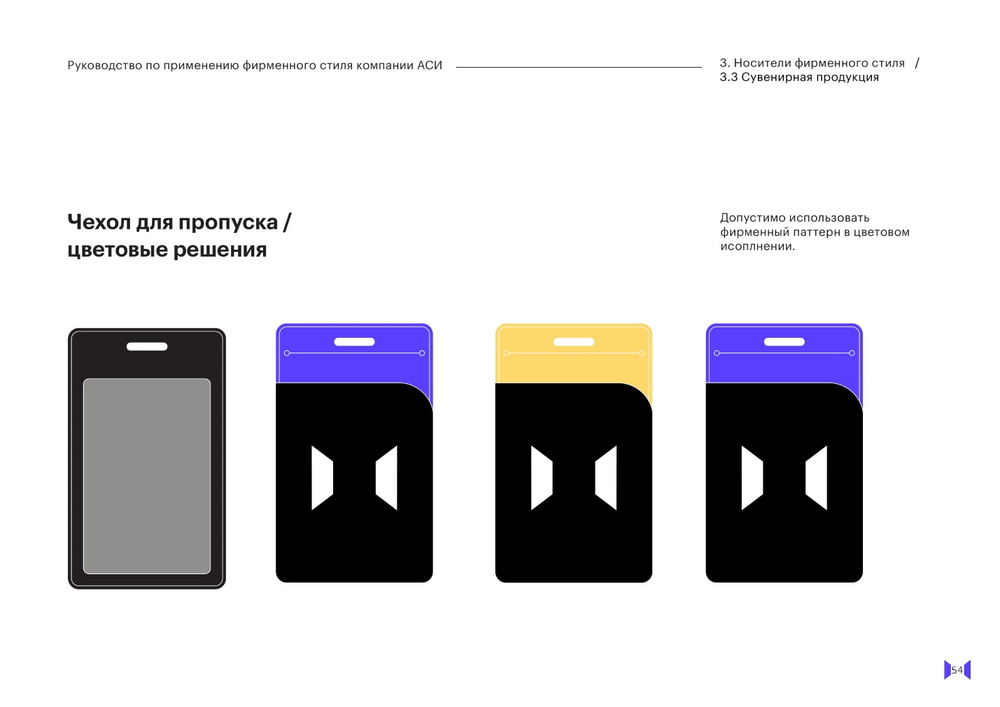 Руководство по применению фирменного стиля компании АСИ
3. Носители фирменного стиля /
3.3 Сувенирная продукция
Чехол для пропуска /
цветовые решения
Допустимо использовать
фирменный паттерн в цветовом
исоплнении.
54